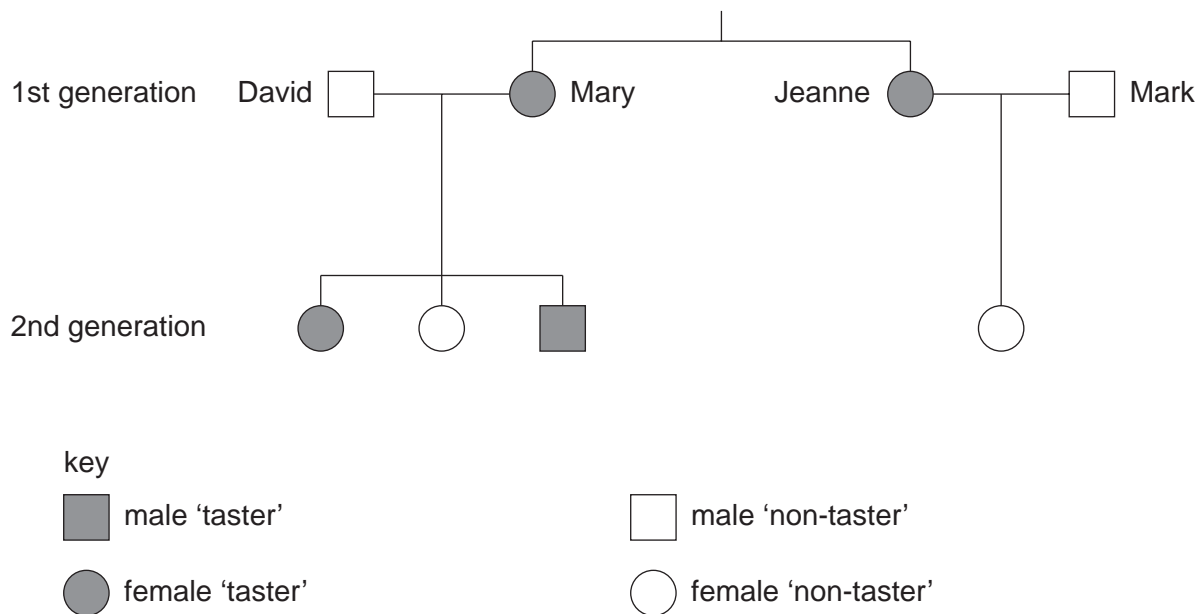 1st generation David Mary Jeanne Mark
2nd generation
key
male ‘taster’ male ‘non-taster’
female ‘taster’ female ‘non-taster’